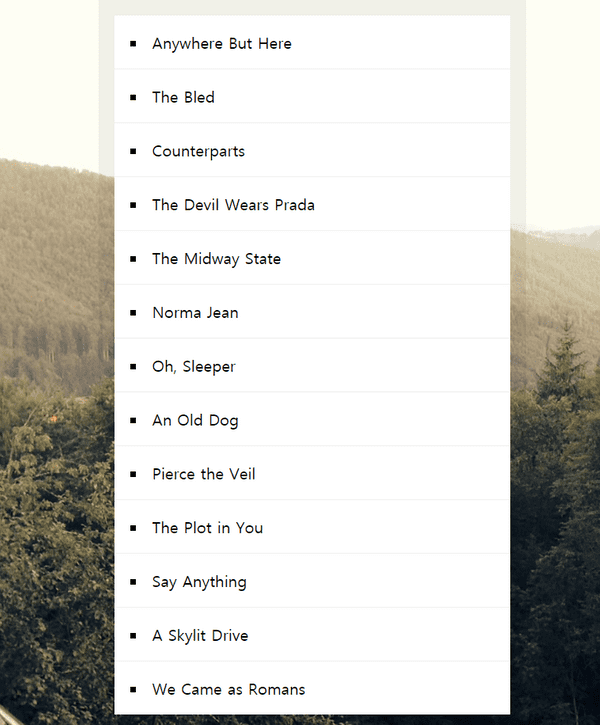 Anywhere But Here
The Bled
Counterparts
The Devil Wears Prada
The Midway State
Norma Jean
Oh, Sleeper
An Old Dog
Pierce the Veil
The Plot in You
Say Anything
A Skylit Drive
We Came as Romans